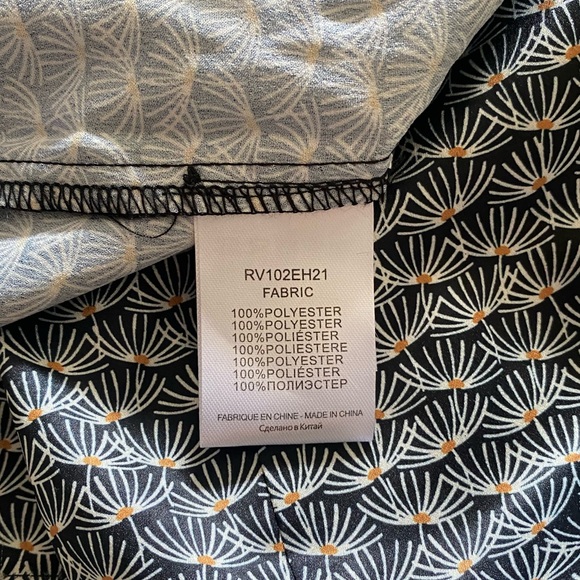 RV102EH21
FABRIC
100%POLYESTER
100%POLYESTER
100%POLIÉSTER
100%POLIESTERE
100%POLYESTER
100%POLIÉSTER
100%ПОЛИЭСТЕР
FABRIQUE EN CHINE - MADE IN CHINA
Сделано в Китай